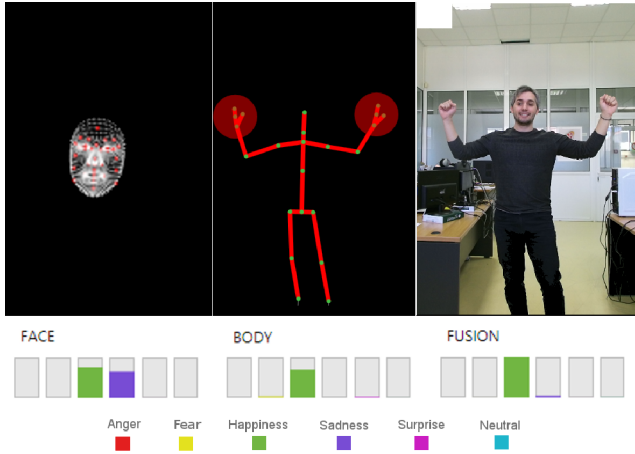 FACE
BODY
FUSION
Anger
Fear
Happiness
Sadness
Surprise
Neutral